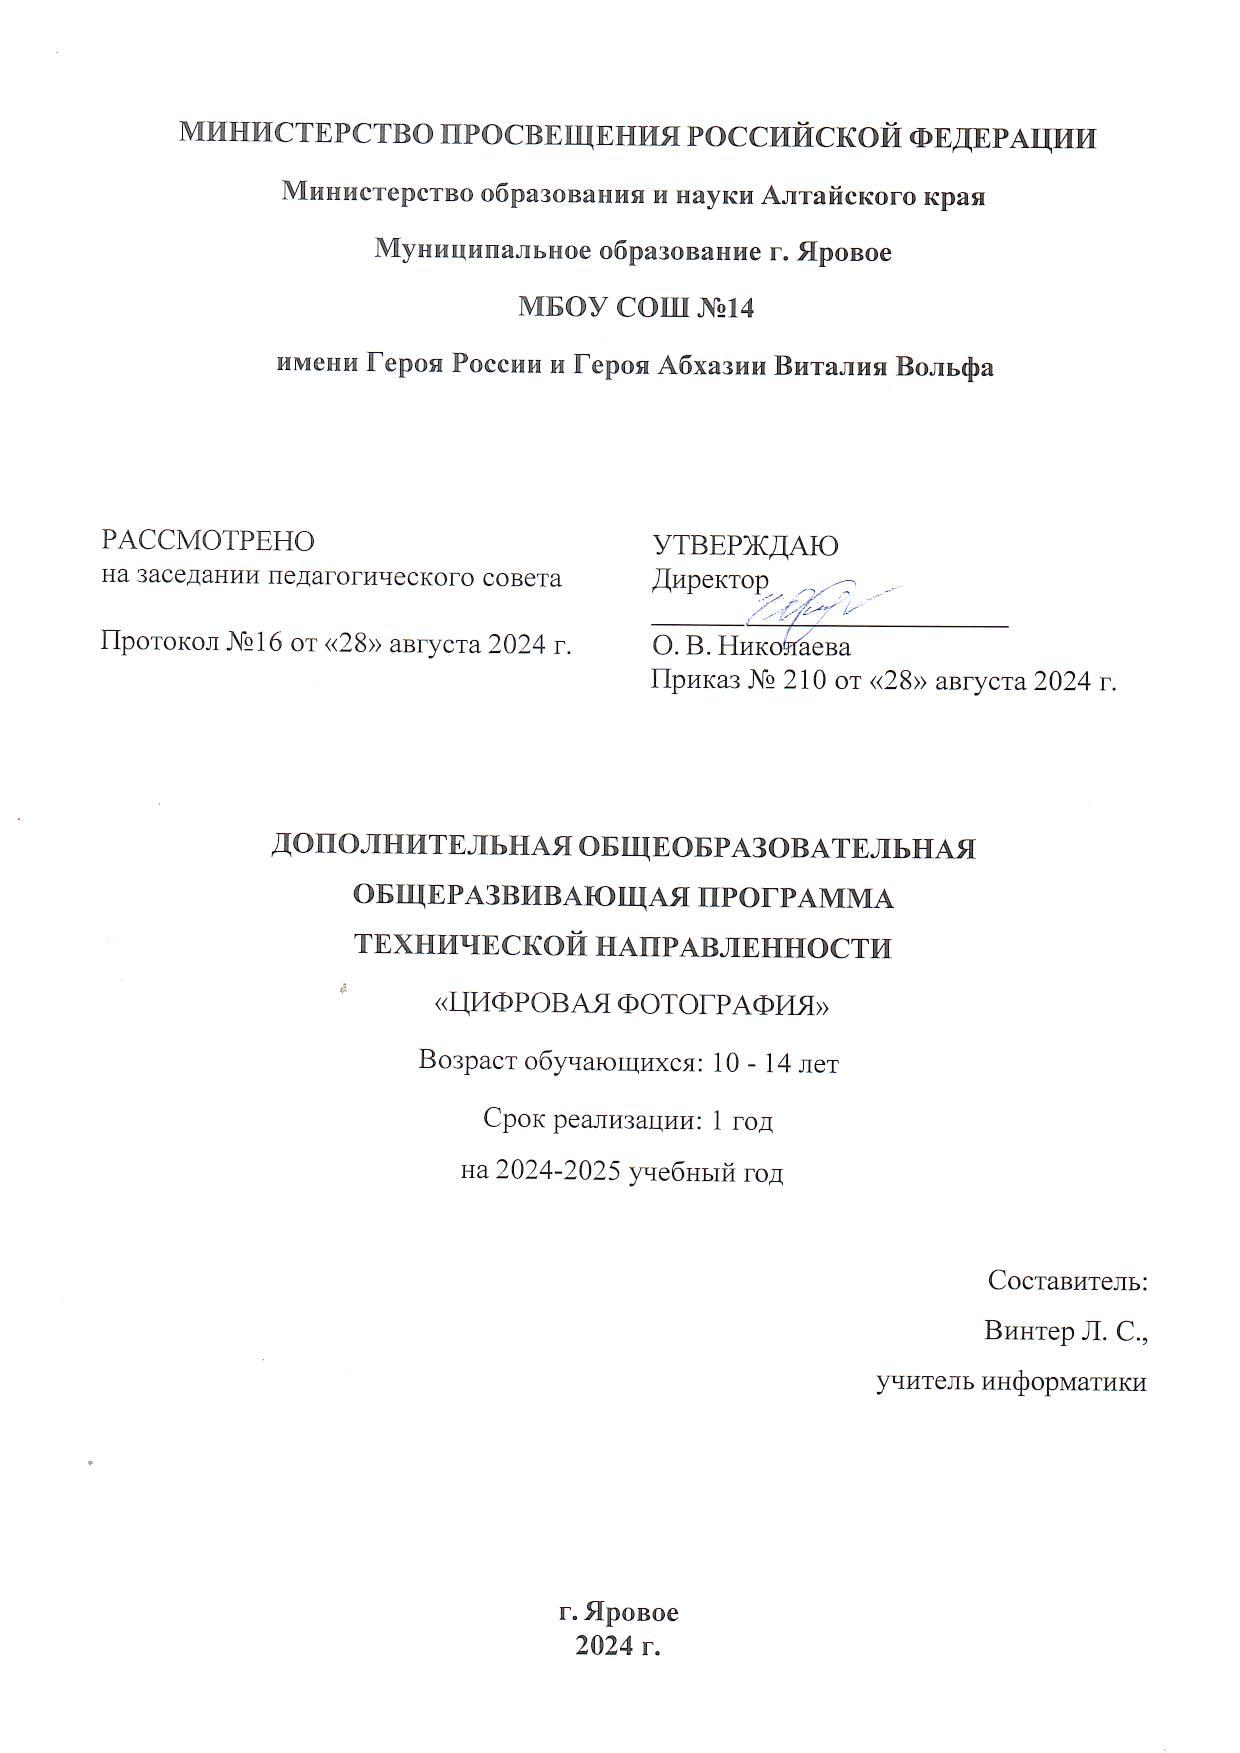 МИНИСТЕРСТВО ПРОСВЕЩЕНИЯ РОССИЙСКОЙ ФЕДЕРАЦИИ
Министерство образования и науки Алтайского края
Муниципальное образование г. Яровое
МБОУ СОШ №14
имени Героя России и Героя Абхазии Виталия Вольфа
РАССМОТРЕНО
на заседании педагогического совета
Протокол №16 от «28» августа 2024 г.
УТВЕРЖДАЮ
Директор
О. В. Николаева
Приказ № 210 от «28» августа 2024 г.
ДОПОЛНИТЕЛЬНАЯ ОБЩЕОБРАЗОВАТЕЛЬНАЯ
ОБЩЕРАЗВИВАЮЩАЯ ПРОГРАММА
ТЕХНИЧЕСКОЙ НАПРАВЛЕННОСТИ
«ЦИФРОВАЯ ФОТОГРАФИЯ»
Возраст обучающихся: 10 - 14 лет
Срок реализации: 1 год
на 2024-2025 учебный год
Составитель:
Винтер Л. С.,
учитель информатики
г. Яровое
2024 г.